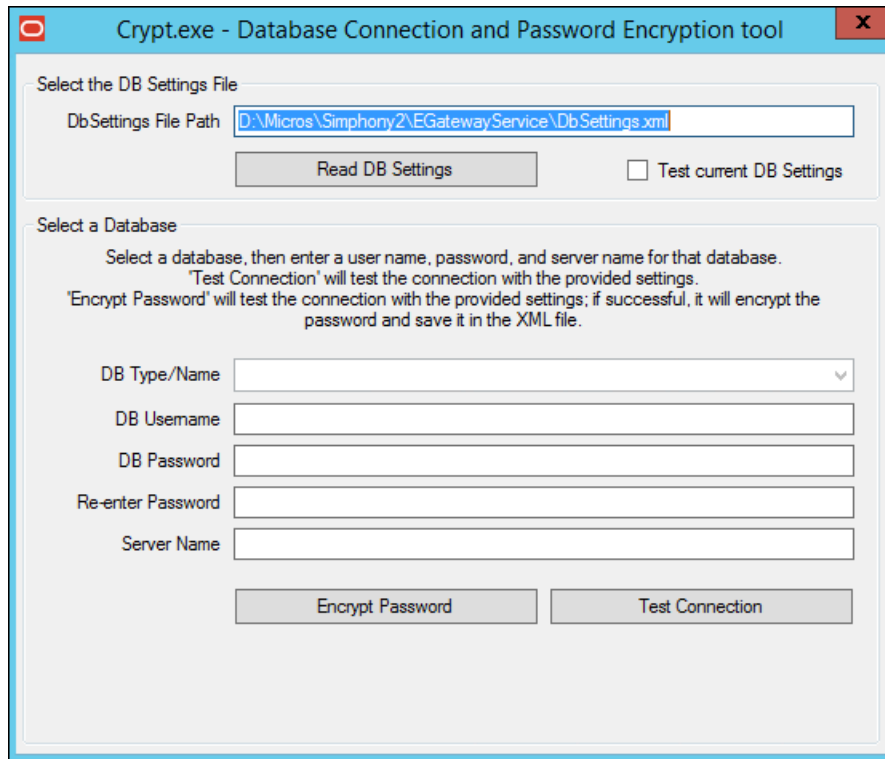 Crypt.exe - Database Connection and Password Encryption tool
x
Select the DB Settings File
DbSettings File Path D:\Micros\Simphony2\EGatewayService\DbSettings.xml
Read DB Settings Test current DB Settings
Select a Database
Select a database, then enter a user name, password, and server name for that database.
'Test Connection' will test the connection with the provided settings.
'Encrypt Password' will test the connection with the provided settings; if successful, it will encrypt the
password and save it in the XML file.
DB Type/Name
DB Username
DB Password
Re-enter Password
Server Name
Encrypt Password Test Connection